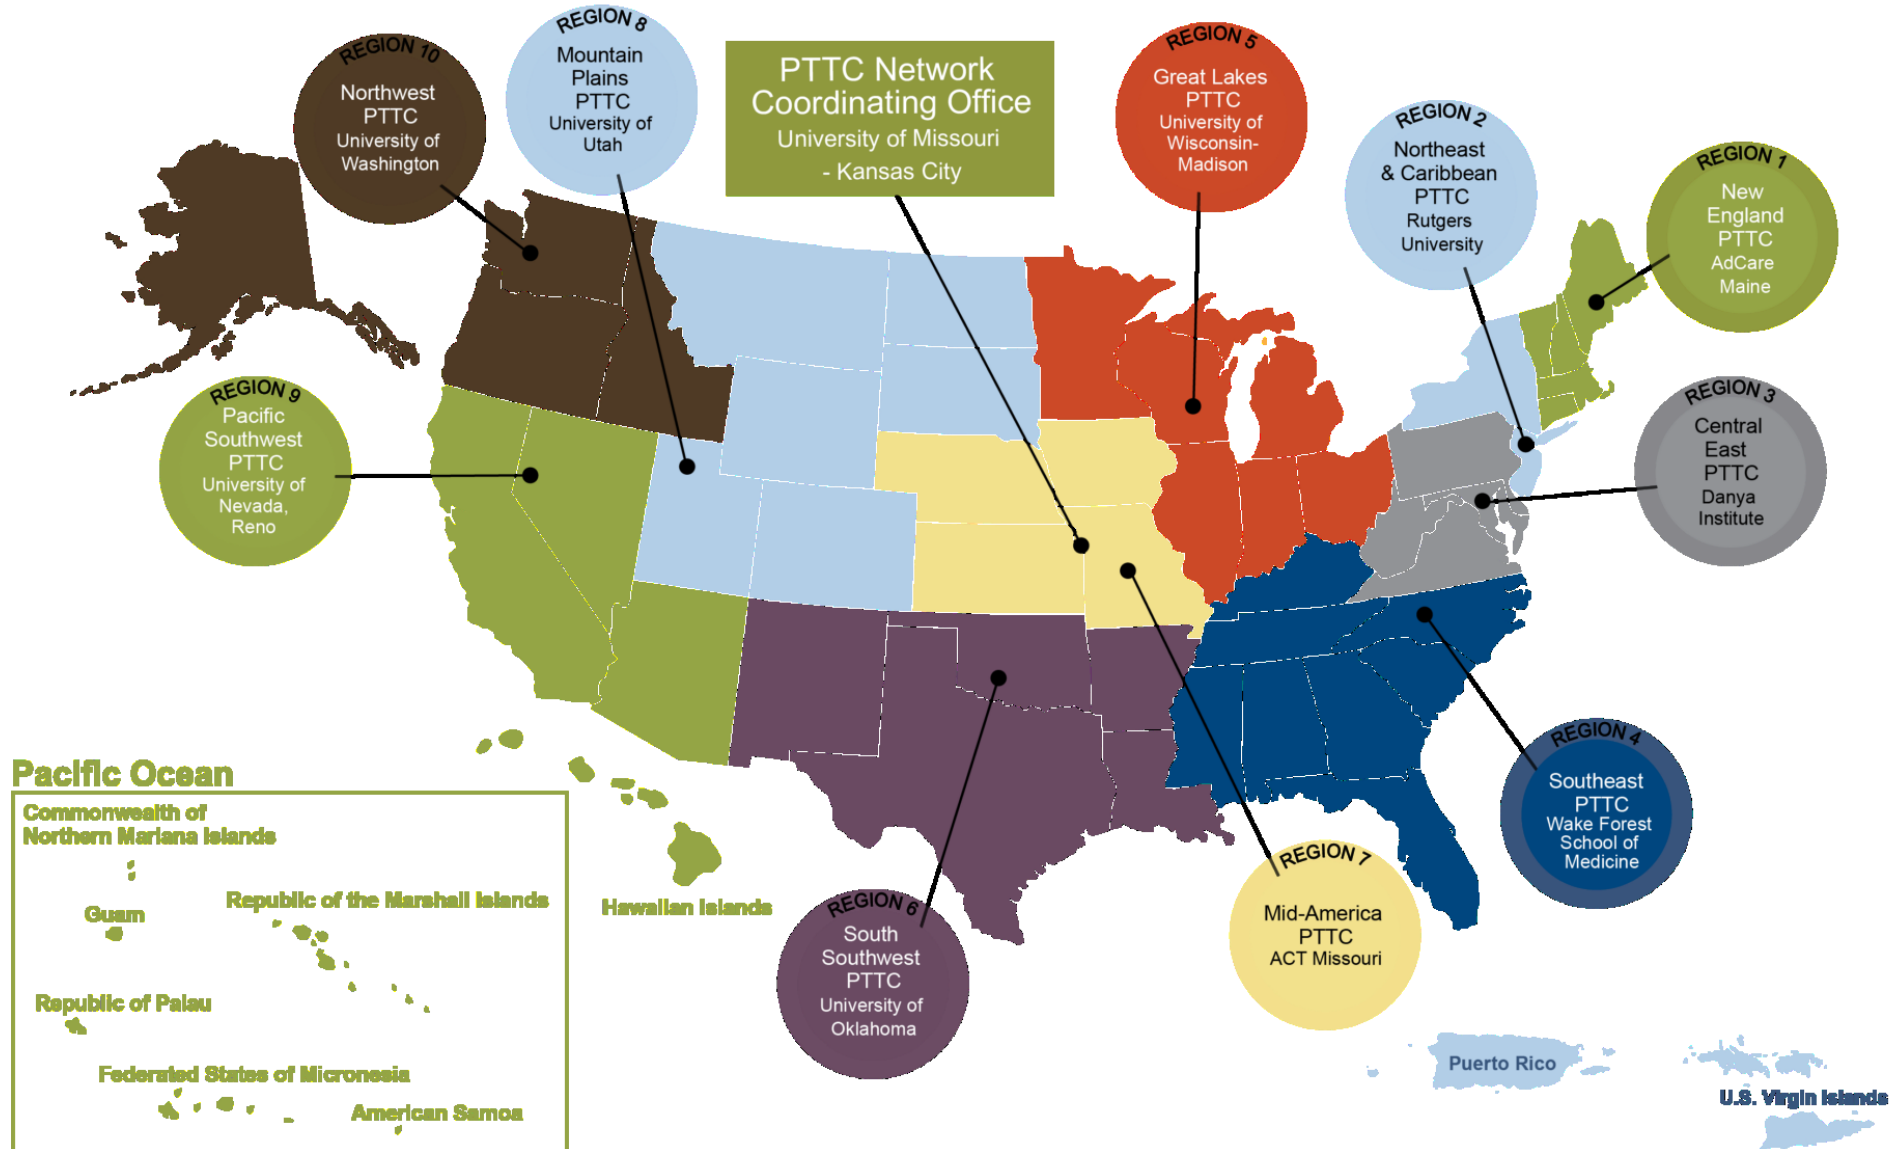 REGION 10
Northwest
PTTC
University of
Washington
REGION 8
Mountain
Plains
PTTC
University of
Utah
PTTC Network
Coordinating Office
University of Missouri
- Kansas City
REGION 5
Great Lakes
PTTC
University of
Wisconsin-
Madison
REGION 2
Northeast
& Caribbean
PTTC
Rutgers
University
REGION 1
New
England
PTTC
AdCare
Maine
REGION 9
Pacific
Southwest
PTTC
University of
Nevada,
Reno
REGION 3
Central
East
PTTC
Danya
Institute
REGION 4
Southeast
PTTC
Wake Forest
School of
Medicine
REGION 7
Mid-America
PTTC
ACT Missouri
REGION 6
South
Southwest
PTTC
University of
Oklahoma
Pacific Ocean
Commonwealth of
Northern Mariana Islands
Guam
Republic of the Marshall Islands
Republic of Palau
Federated States of Micronesia
American Samoa
Hawaiian Islands
Puerto Rico
U.S. Virgin Islands